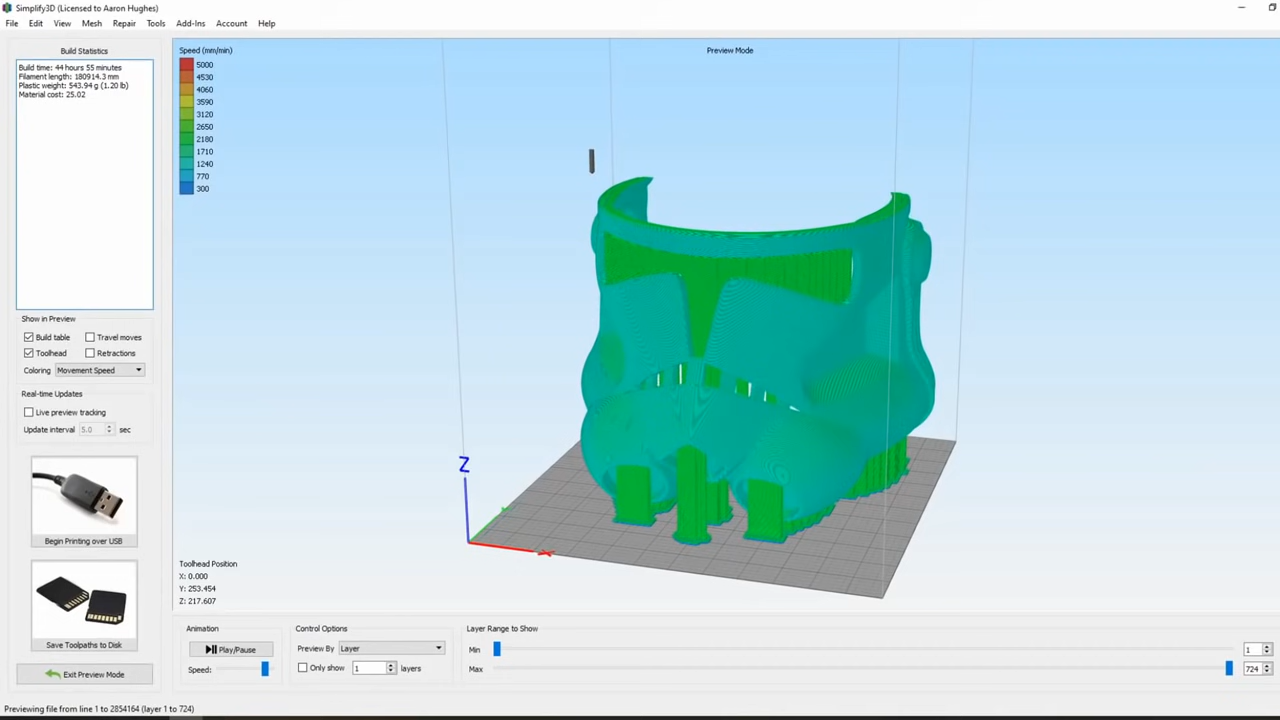 Simplify3D (Licensed to Aaron Hughes)
File Edit View Mesh Repair Tools Add-Ins Account Help
Build Statistics
Build time: 44 hours 55 minutes
Filament length: 180914.3 mm
Plastic weight: 543.94 g (1.20 lb)
Material cost: 25.02
Show in Preview
Build table Travel moves
Toolhead Retractions
Coloring Movement Speed
Real-time Updates
Live preview tracking
Update interval 5.0 sec
Begin Printing over USB
Save Toolpaths to Disk
Exit Preview Mode
Speed (mm/min)
5000
4530
4060
3590
3120
2650
2180
1710
1240
770
300
Preview Mode
Z
Toolhead Position
X: 0.000
Y: 253.454
Z: 217.607
Animation
Play/Pause
Speed:
Control Options
Preview By Layer
Only show 1 layers
Layer Range to Show
Min 1
Max 724
Previewing file from line 1 to 2854164 (layer 1 to 724)